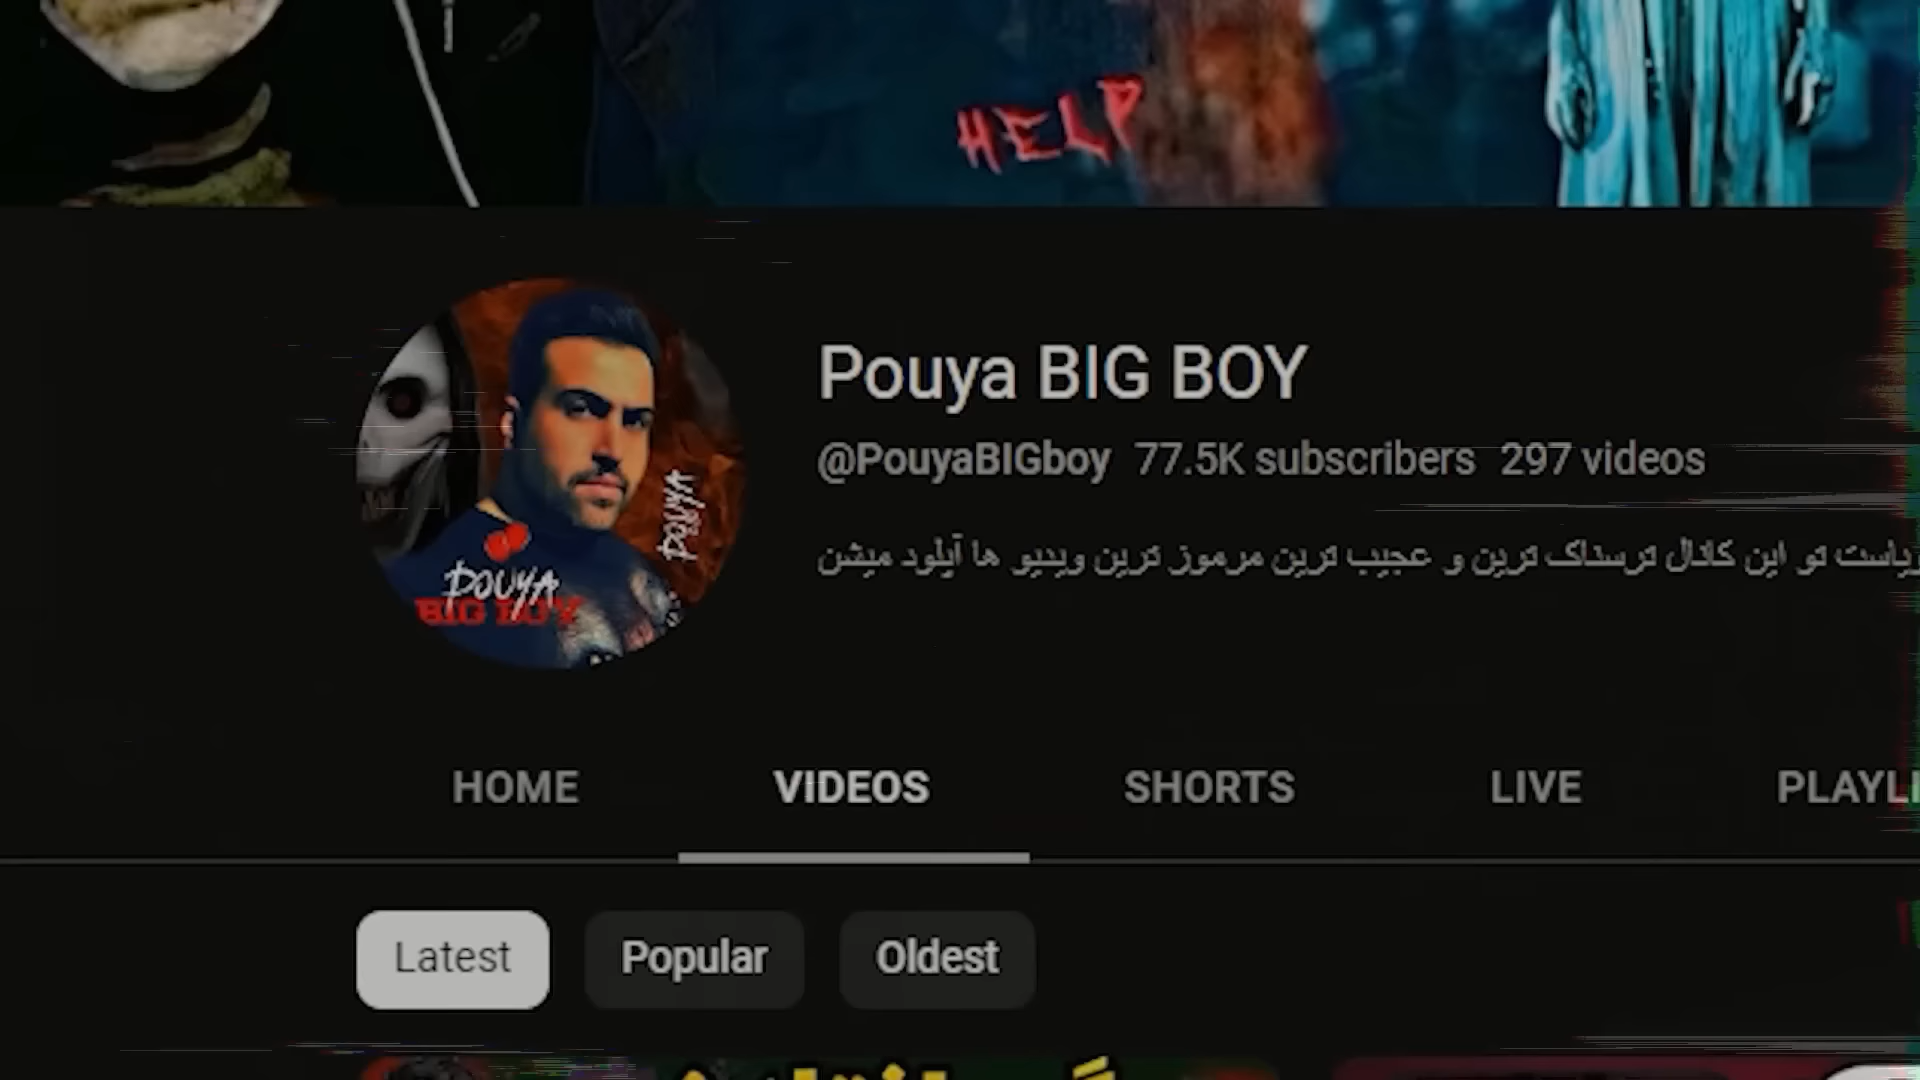 HELP
Pouya BIG BOY
@PouyaBIGboy 77.5K subscribers 297 videos
تو این کانال ترسناک ترین و عجیب ترین مرموز ترین ویدیو ها آپلود میشن
POUYA
POUYA
BIG BOY
HOME VIDEOS SHORTS LIVE
Latest Popular Oldest